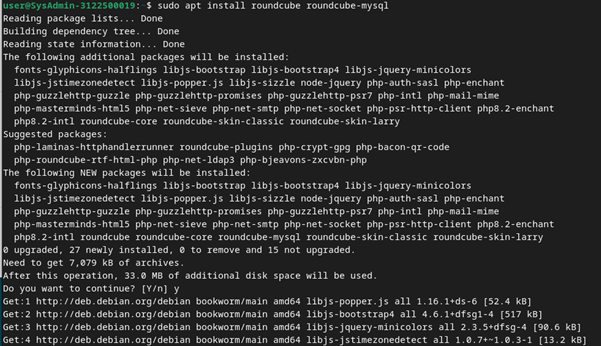 user@SysAdmin-3122500019:~$ sudo apt install roundcube roundcube-mysql
Reading package lists... Done
Building dependency tree... Done
Reading state information... Done
The following additional packages will be installed:
fonts-glyphicons-halflings libjs-bootstrap libjs-bootstrap4 libjs-jquery-minicolors
libjs-jstimezonedetect libjs-popper.js libjs-sizzle node-jquery php-auth-sasl php-enchant
php-guzzlehttp-guzzle php-guzzlehttp-promises php-guzzlehttp-psr7 php-intl php-mail-mime
php-masterminds-html5 php-net-sieve php-net-smtp php-net-socket php-psr-http-client php8.2-enchant
php8.2-intl roundcube-core roundcube-skin-classic roundcube-skin-larry
Suggested packages:
php-laminas-httphandlerrunner roundcube-plugins php-crypt-gpg php-bacon-qr-code
php-roundcube-rtf-html-php php-net-ldap3 php-bjeavons-zxcvbn-php
The following NEW packages will be installed:
fonts-glyphicons-halflings libjs-bootstrap libjs-bootstrap4 libjs-jquery-minicolors
libjs-jstimezonedetect libjs-popper.js libjs-sizzle node-jquery php-auth-sasl php-enchant
php-guzzlehttp-guzzle php-guzzlehttp-promises php-guzzlehttp-psr7 php-intl php-mail-mime
php-masterminds-html5 php-net-sieve php-net-smtp php-net-socket php-psr-http-client php8.2-enchant
php8.2-intl roundcube roundcube-core roundcube-mysql roundcube-skin-classic roundcube-skin-larry
0 upgraded, 27 newly installed, 0 to remove and 15 not upgraded.
Need to get 7,079 kB of archives.
After this operation, 33.0 MB of additional disk space will be used.
Do you want to continue? [Y/n] y
Get:1 http://deb.debian.org/debian bookworm/main amd64 libjs-popper.js all 1.16.1+ds-6 [52.4 kB]
Get:2 http://deb.debian.org/debian bookworm/main amd64 libjs-bootstrap4 all 4.6.1+dfsg1-4 [517 kB]
Get:3 http://deb.debian.org/debian bookworm/main amd64 libjs-jquery-minicolors all 2.3.5+dfsg-4 [90.6 kB]
Get:4 http://deb.debian.org/debian bookworm/main amd64 libjs-jstimezonedetect all 1.0.7+~1.0.3-1 [13.2 kB]